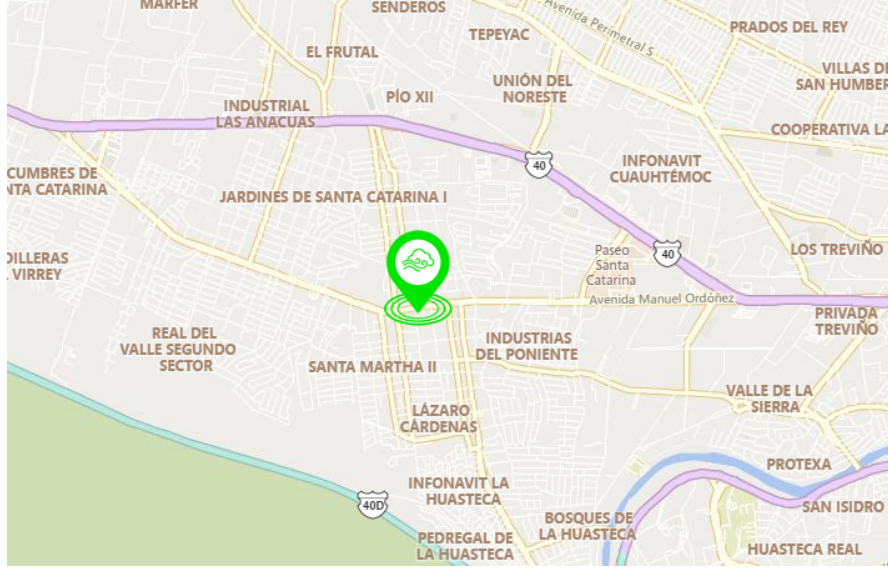 MARFER
SENDEROS
TEPEYAC
Avenida Perimetral S
PRADOS DEL REY
EL FRUTAL
VILLAS DE
SAN HUMBER
UNIÓN DEL
NORESTE
PÍO XII
INDUSTRIAL
LAS ANACUAS
COOPERATIVA LA
40
INFONAVIT
CUAUHTÉMOC
CUMBRES DE
NTA CATARINA
JARDINES DE SANTA CATARINA I
DILLERAS
VIRREY
Paseo
Santa
Catarina
40
LOS TREVIÑO
Avenida Manuel Ordóñez
PRIVADA
TREVIÑO
REAL DEL
VALLE SEGUNDO
SECTOR
INDUSTRIAS
DEL PONIENTE
SANTA MARTHA II
VALLE DE LA
SIERRA
LÁZARO
CÁRDENAS
PROTEXA
INFONAVIT LA
HUASTECA
40D
SAN ISIDRO
BOSQUES DE
LA HUASTECA
PEDREGAL DE
LA HUASTECA
HUASTECA REAL